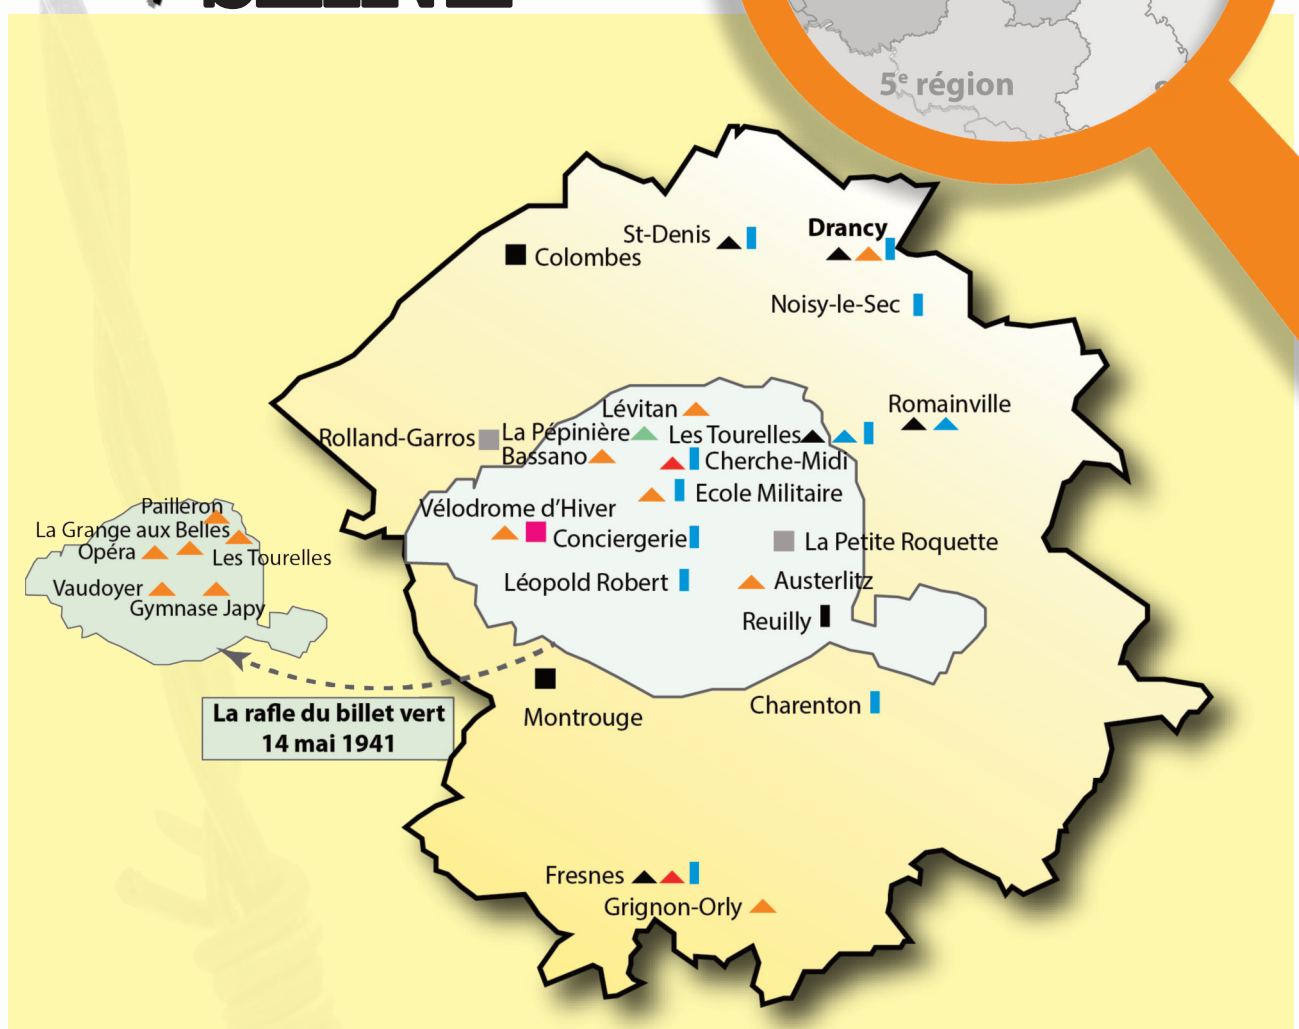 SEINE
5e région
St-Denis
Drancy
Colombes
Noisy-le-Sec
Lévitan
Romainville
Rolland-Garros
La Pépinière
Les Tourelles
Bassano
Cherche-Midi
Ecole Militaire
Vélodrome d'Hiver
Conciergerie
La Petite Roquette
Léopold Robert
Austerlitz
Reuilly
Pailleron
La Grange aux Belles
Opéra
Les Tourelles
Vaudoyer
Gymnase Japy
La rafle du billet vert
14 mai 1941
Montrouge
Charenton
Fresnes
Grignon-Orly